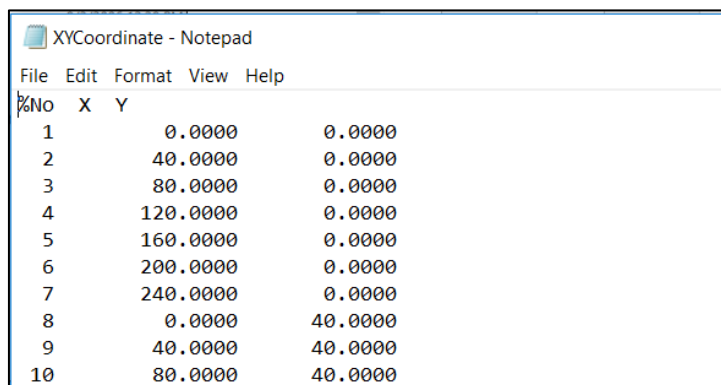 XYCoordinate - Notepad
File Edit Format View Help
%No X Y
1 0.0000 0.0000
2 40.0000 0.0000
3 80.0000 0.0000
4 120.0000 0.0000
5 160.0000 0.0000
6 200.0000 0.0000
7 240.0000 0.0000
8 0.0000 40.0000
9 40.0000 40.0000
10 80.0000 40.0000